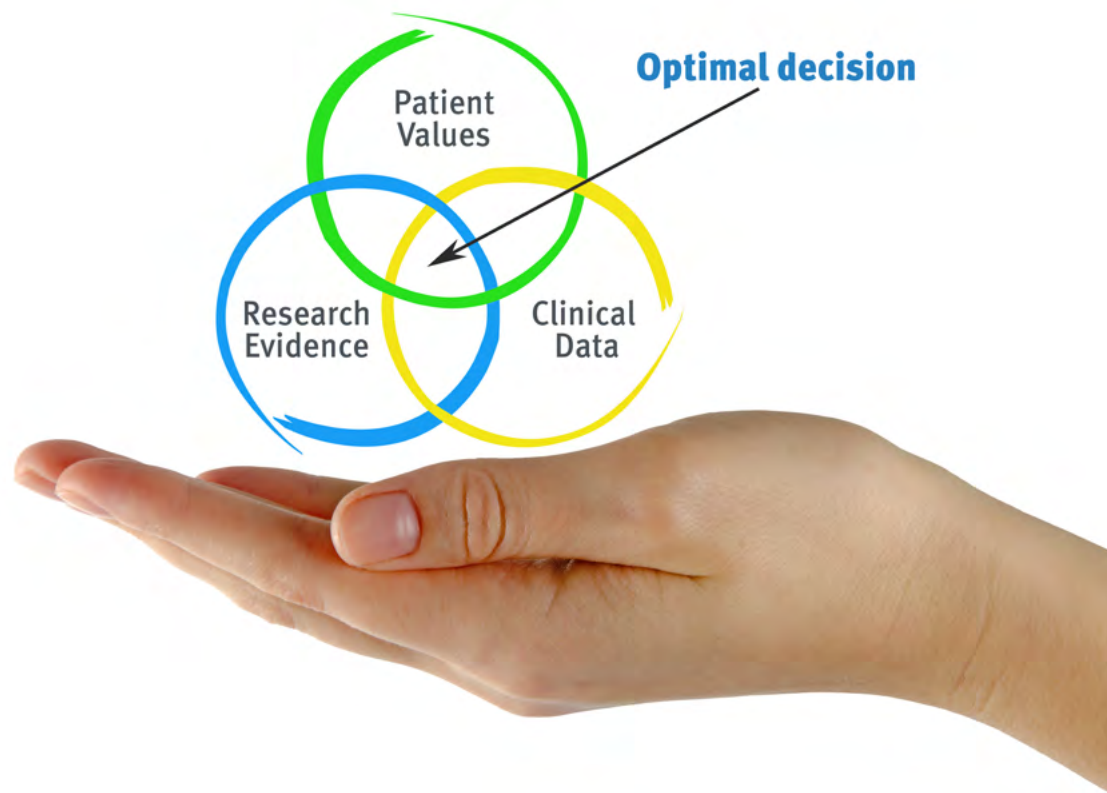 Optimal decision
Patient
Values
Research
Evidence
Clinical
Data